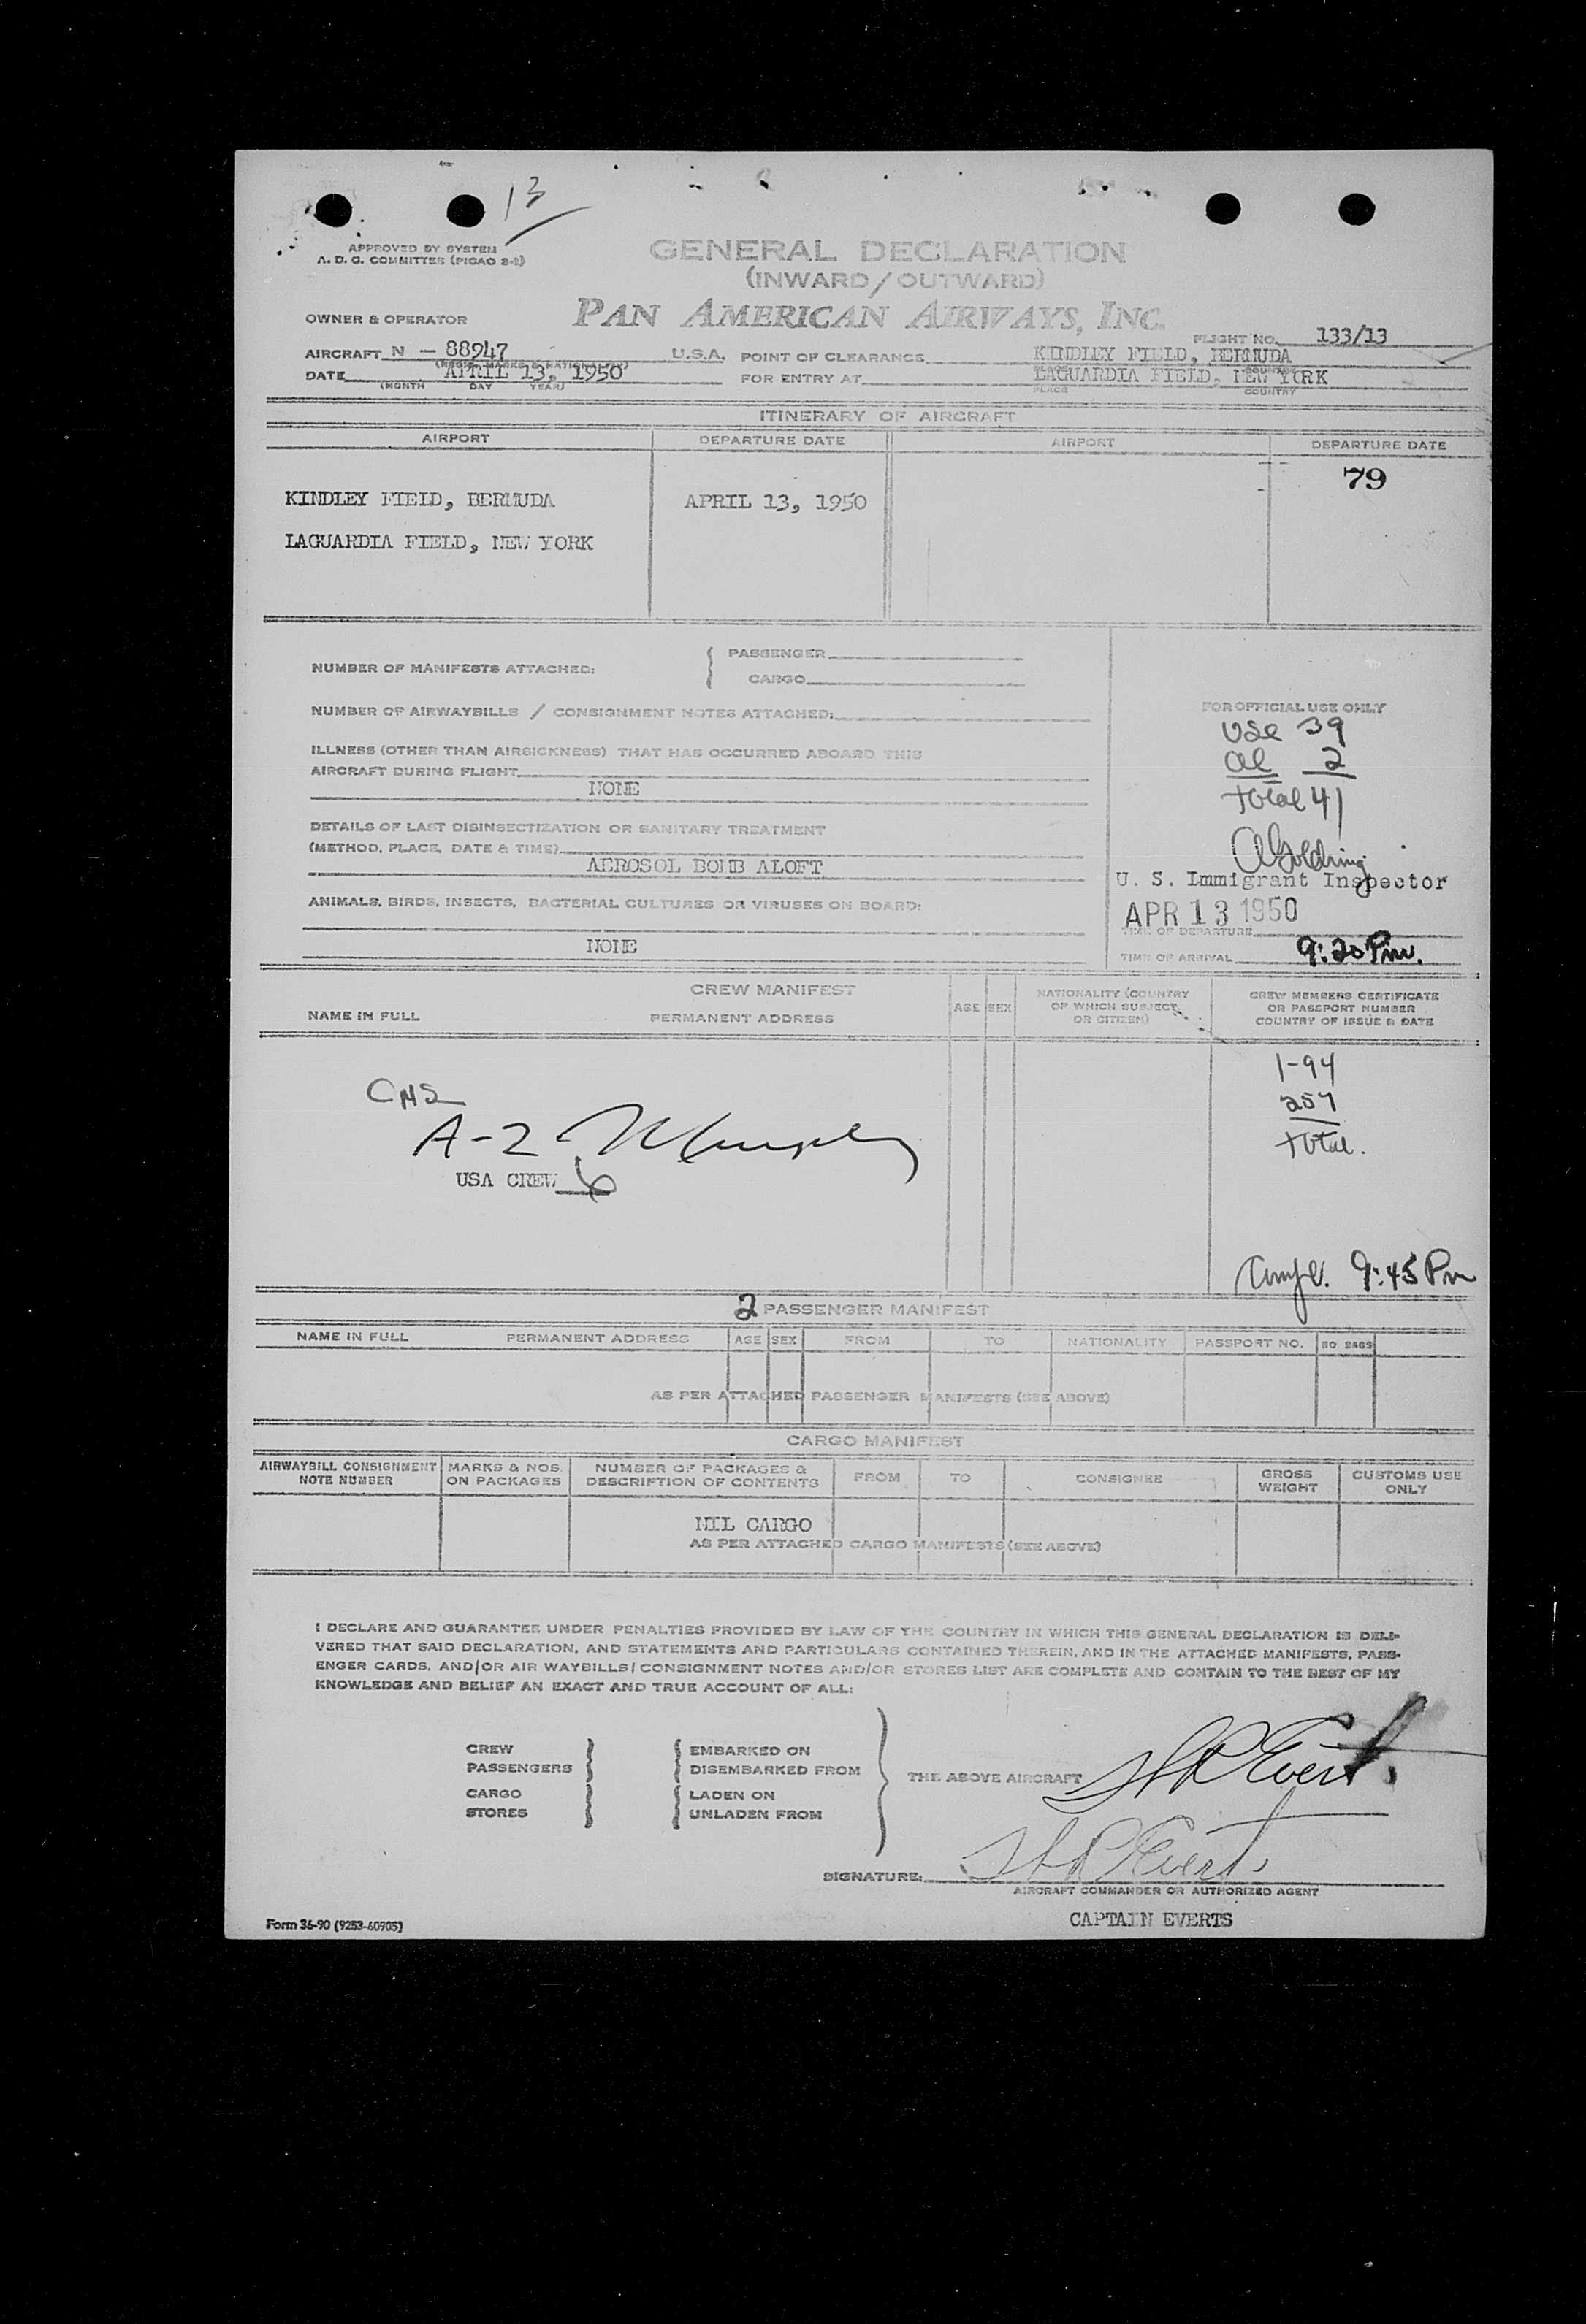 13
APPROVED BY SYSTEM
A. D. C. COMMITTEE (PICAO 2-2)
GENERAL DECLARATION
(INWARD/OUTWARD)
OWNER & OPERATOR PAN AMERICAN AIRWAYS, INC.
FLIGHT NO. 133/13
AIRCRAFT N - 88947 U.S.A. POINT OF CLEARANCE KINDLEY FIELD, BERMUDA
DATE APRIL 13, 1950 FOR ENTRY AT LAGUARDIA FIELD, NEW YORK
(MONTH DAY YEAR) PLACE COUNTRY
ITINERARY OF AIRCRAFT
AIRPORT DEPARTURE DATE AIRPORT DEPARTURE DATE
79
KINDLEY FIELD, BERMUDA APRIL 13, 1950
LAGUARDIA FIELD, NEW YORK
NUMBER OF MANIFESTS ATTACHED: PASSENGER
CARGO
NUMBER OF AIRWAYBILLS / CONSIGNMENT NOTES ATTACHED:
FOR OFFICIAL USE ONLY
USC 39
al 2
total 41
ILLNESS (OTHER THAN AIRSICKNESS) THAT HAS OCCURRED ABOARD THIS
AIRCRAFT DURING FLIGHT
NONE
DETAILS OF LAST DISINSECTIZATION OR SANITARY TREATMENT
(METHOD, PLACE, DATE & TIME)
AEROSOL BOMB ALOFT
A Goldring
U. S. Immigrant Inspector
ANIMALS, BIRDS, INSECTS, BACTERIAL CULTURES OR VIRUSES ON BOARD:
NONE
APR 13 1950
TIME OF DEPARTURE
TIME OF ARRIVAL 9:20 Pm.
CREW MANIFEST
NAME IN FULL PERMANENT ADDRESS AGE SEX NATIONALITY (COUNTRY OF WHICH SUBJECT OR CITIZEN) CREW MEMBERS CERTIFICATE OR PASSPORT NUMBER COUNTRY OF ISSUE & DATE
1-94
257
total.
A-2 Murphy
USA CREW 6
9:45 Pm
2 PASSENGER MANIFEST
NAME IN FULL PERMANENT ADDRESS AGE SEX FROM TO NATIONALITY PASSPORT NO. NO. BAGS
AS PER ATTACHED PASSENGER MANIFESTS (SEE ABOVE)
CARGO MANIFEST
AIRWAYBILL CONSIGNMENT NOTE NUMBER MARKS & NOS. ON PACKAGES NUMBER OF PACKAGES & DESCRIPTION OF CONTENTS FROM TO CONSIGNEE GROSS WEIGHT CUSTOMS USE ONLY
NIL CARGO
AS PER ATTACHED CARGO MANIFESTS (SEE ABOVE)
I DECLARE AND GUARANTEE UNDER PENALTIES PROVIDED BY LAW OF THE COUNTRY IN WHICH THIS GENERAL DECLARATION IS DELI-
VERED THAT SAID DECLARATION, AND STATEMENTS AND PARTICULARS CONTAINED THEREIN, AND IN THE ATTACHED MANIFESTS, PASS-
ENGER CARDS, AND/OR AIR WAYBILLS/CONSIGNMENT NOTES AND/OR STORES LIST ARE COMPLETE AND CONTAIN TO THE BEST OF MY
KNOWLEDGE AND BELIEF AN EXACT AND TRUE ACCOUNT OF ALL:
CREW EMBARKED ON
PASSENGERS DISEMBARKED FROM
THE ABOVE AIRCRAFT
CARGO LADEN ON
STORES UNLADEN FROM
SIGNATURE:
AIRCRAFT COMMANDER OR AUTHORIZED AGENT
CAPTAIN EVERTS
Form 36-90 (9253-60905)